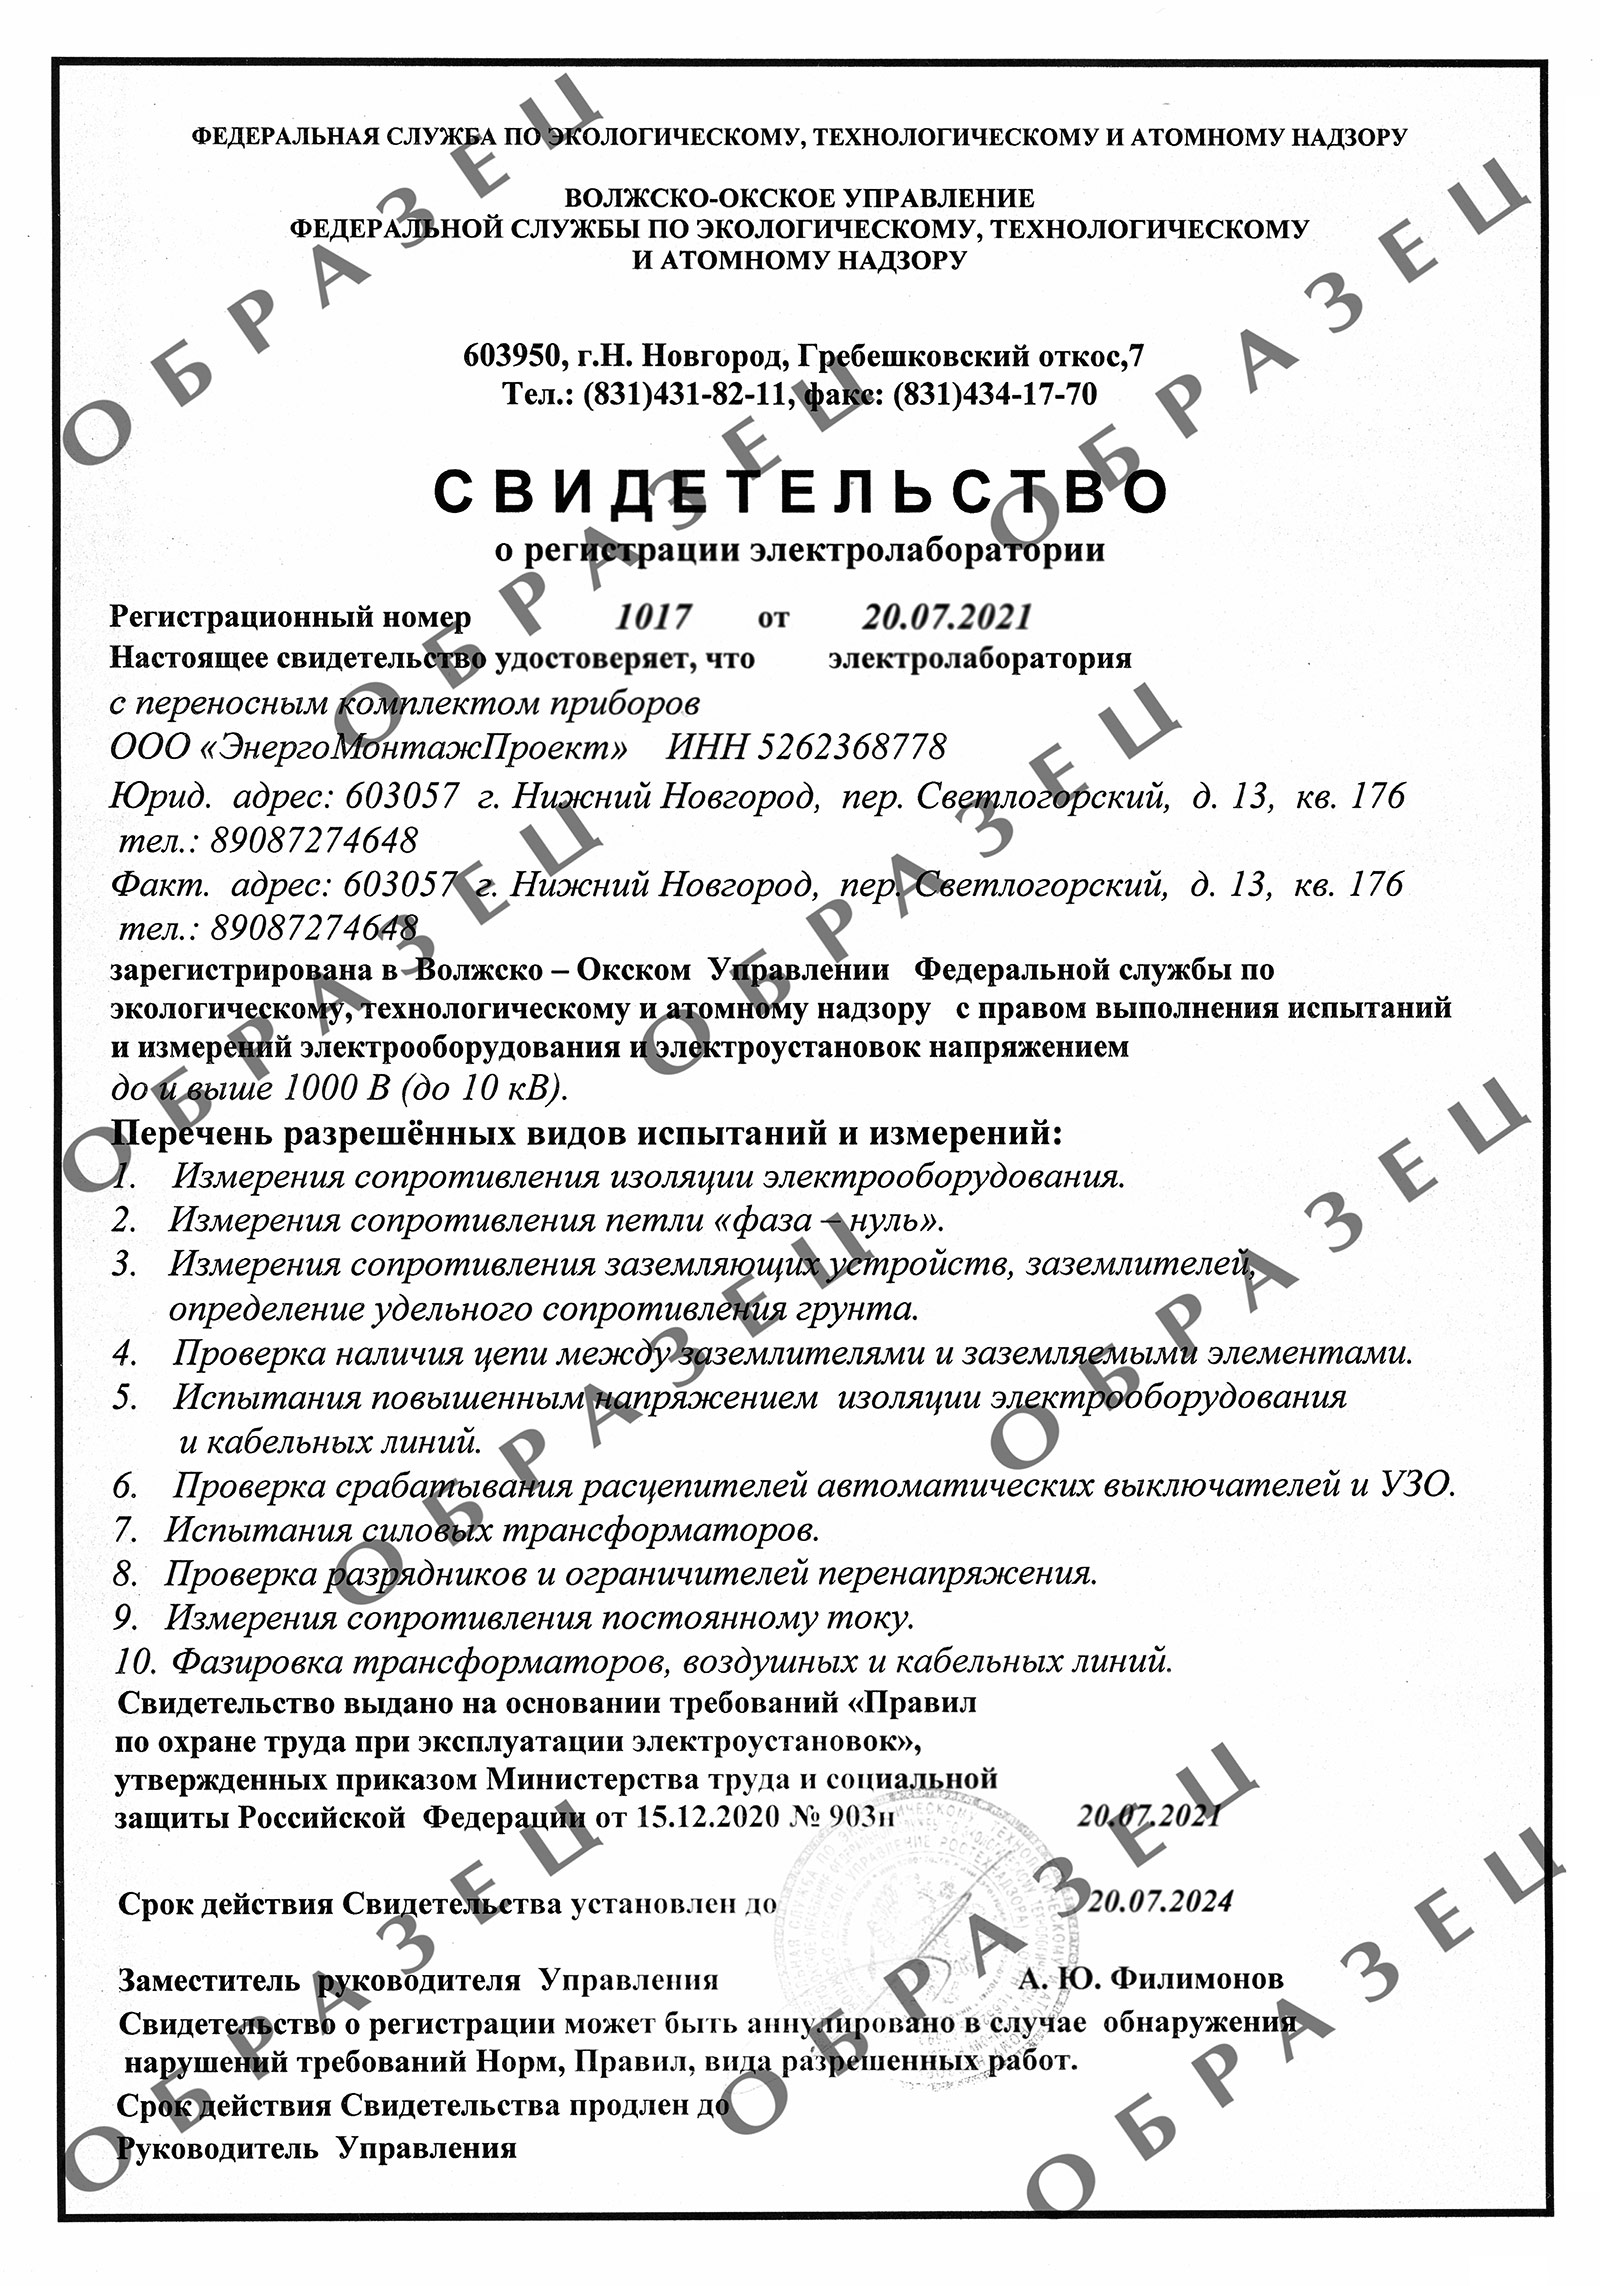 ФЕДЕРАЛЬНАЯ СЛУЖБА ПО ЭКОЛОГИЧЕСКОМУ, ТЕХНОЛОГИЧЕСКОМУ И АТОМНОМУ НАДЗОРУ
ВОЛЖСКО-ОКСКОЕ УПРАВЛЕНИЕ
ФЕДЕРАЛЬНОЙ СЛУЖБЫ ПО ЭКОЛОГИЧЕСКОМУ, ТЕХНОЛОГИЧЕСКОМУ
И АТОМНОМУ НАДЗОРУ
603950, г.Н. Новгород, Гребешковский откос,7
Тел.: (831)431-82-11, факс: (831)434-17-70
СВИДЕТЕЛЬСТВО
о регистрации электролаборатории
Регистрационный номер 1017 от 20.07.2021
Настоящее свидетельство удостоверяет, что электролаборатория
с переносным комплектом приборов
ООО «ЭнергоМонтажПроект» ИНН 5262368778
Юрид. адрес: 603057 г. Нижний Новгород, пер. Светлогорский, д. 13, кв. 176
тел.: 89087274648
Факт. адрес: 603057 г. Нижний Новгород, пер. Светлогорский, д. 13, кв. 176
тел.: 89087274648
зарегистрирована в Волжско – Окском Управлении Федеральной службы по
экологическому, технологическому и атомному надзору с правом выполнения испытаний
и измерений электрооборудования и электроустановок напряжением
до и выше 1000 В (до 10 кВ).
Перечень разрешённых видов испытаний и измерений:
1. Измерения сопротивления изоляции электрооборудования.
2. Измерения сопротивления петли «фаза – нуль».
3. Измерения сопротивления заземляющих устройств, заземлителей,
определение удельного сопротивления грунта.
4. Проверка наличия цепи между заземлителями и заземляемыми элементами.
5. Испытания повышенным напряжением изоляции электрооборудования
и кабельных линий.
6. Проверка срабатывания расцепителей автоматических выключателей и УЗО.
7. Испытания силовых трансформаторов.
8. Проверка разрядников и ограничителей перенапряжения.
9. Измерения сопротивления постоянному току.
10. Фазировка трансформаторов, воздушных и кабельных линий.
Свидетельство выдано на основании требований «Правил
по охране труда при эксплуатации электроустановок»,
утвержденных приказом Министерства труда и социальной
защиты Российской Федерации от 15.12.2020 № 903н 20.07.2021
Срок действия Свидетельства установлен до 20.07.2024
Заместитель руководителя Управления А. Ю. Филимонов
Свидетельство о регистрации может быть аннулировано в случае обнаружения
нарушений требований Норм, Правил, вида разрешенных работ.
Срок действия Свидетельства продлен до
Руководитель Управления
ОБРАЗЕЦ
ОБРАЗЕЦ
ОБРАЗЕЦ
ОБРАЗЕЦ
ОБРАЗЕЦ
ОБРАЗЕЦ
ОБРАЗЕЦ
ОБРАЗЕЦ
ОБРАЗЕЦ
ОБРАЗЕЦ